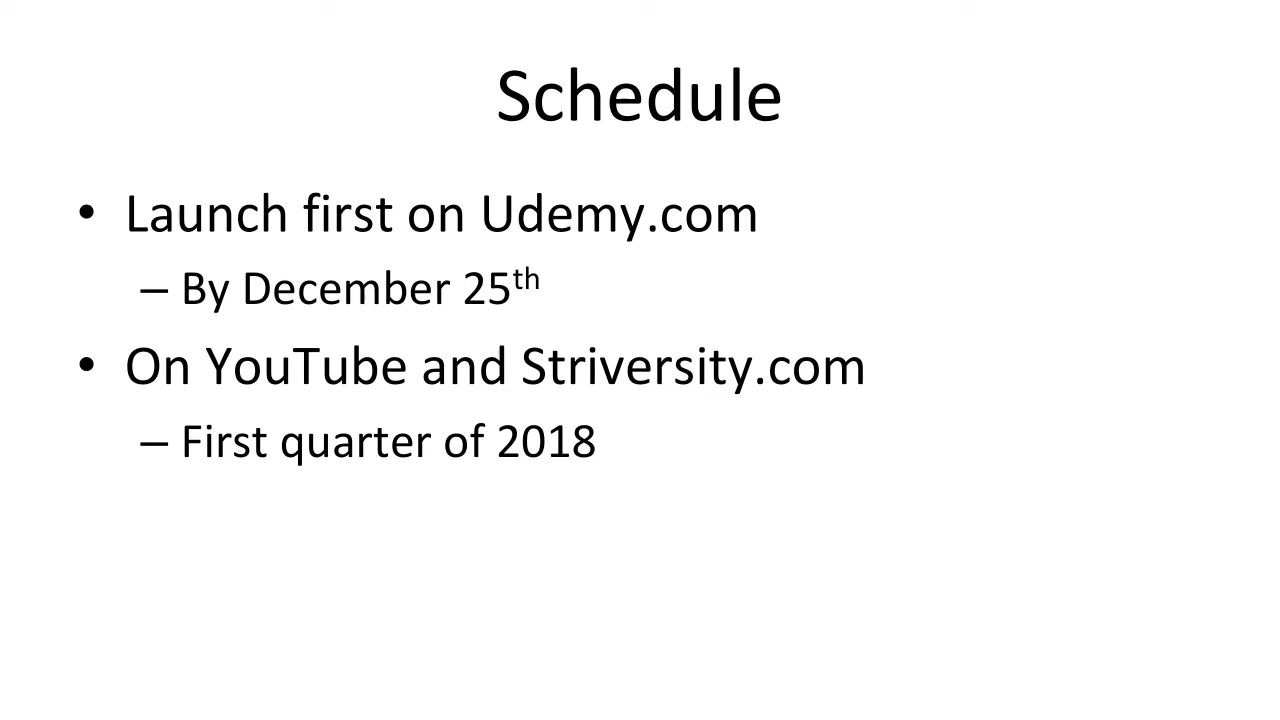 Schedule
• Launch first on Udemy.com
– By December 25th
• On YouTube and Striversity.com
– First quarter of 2018